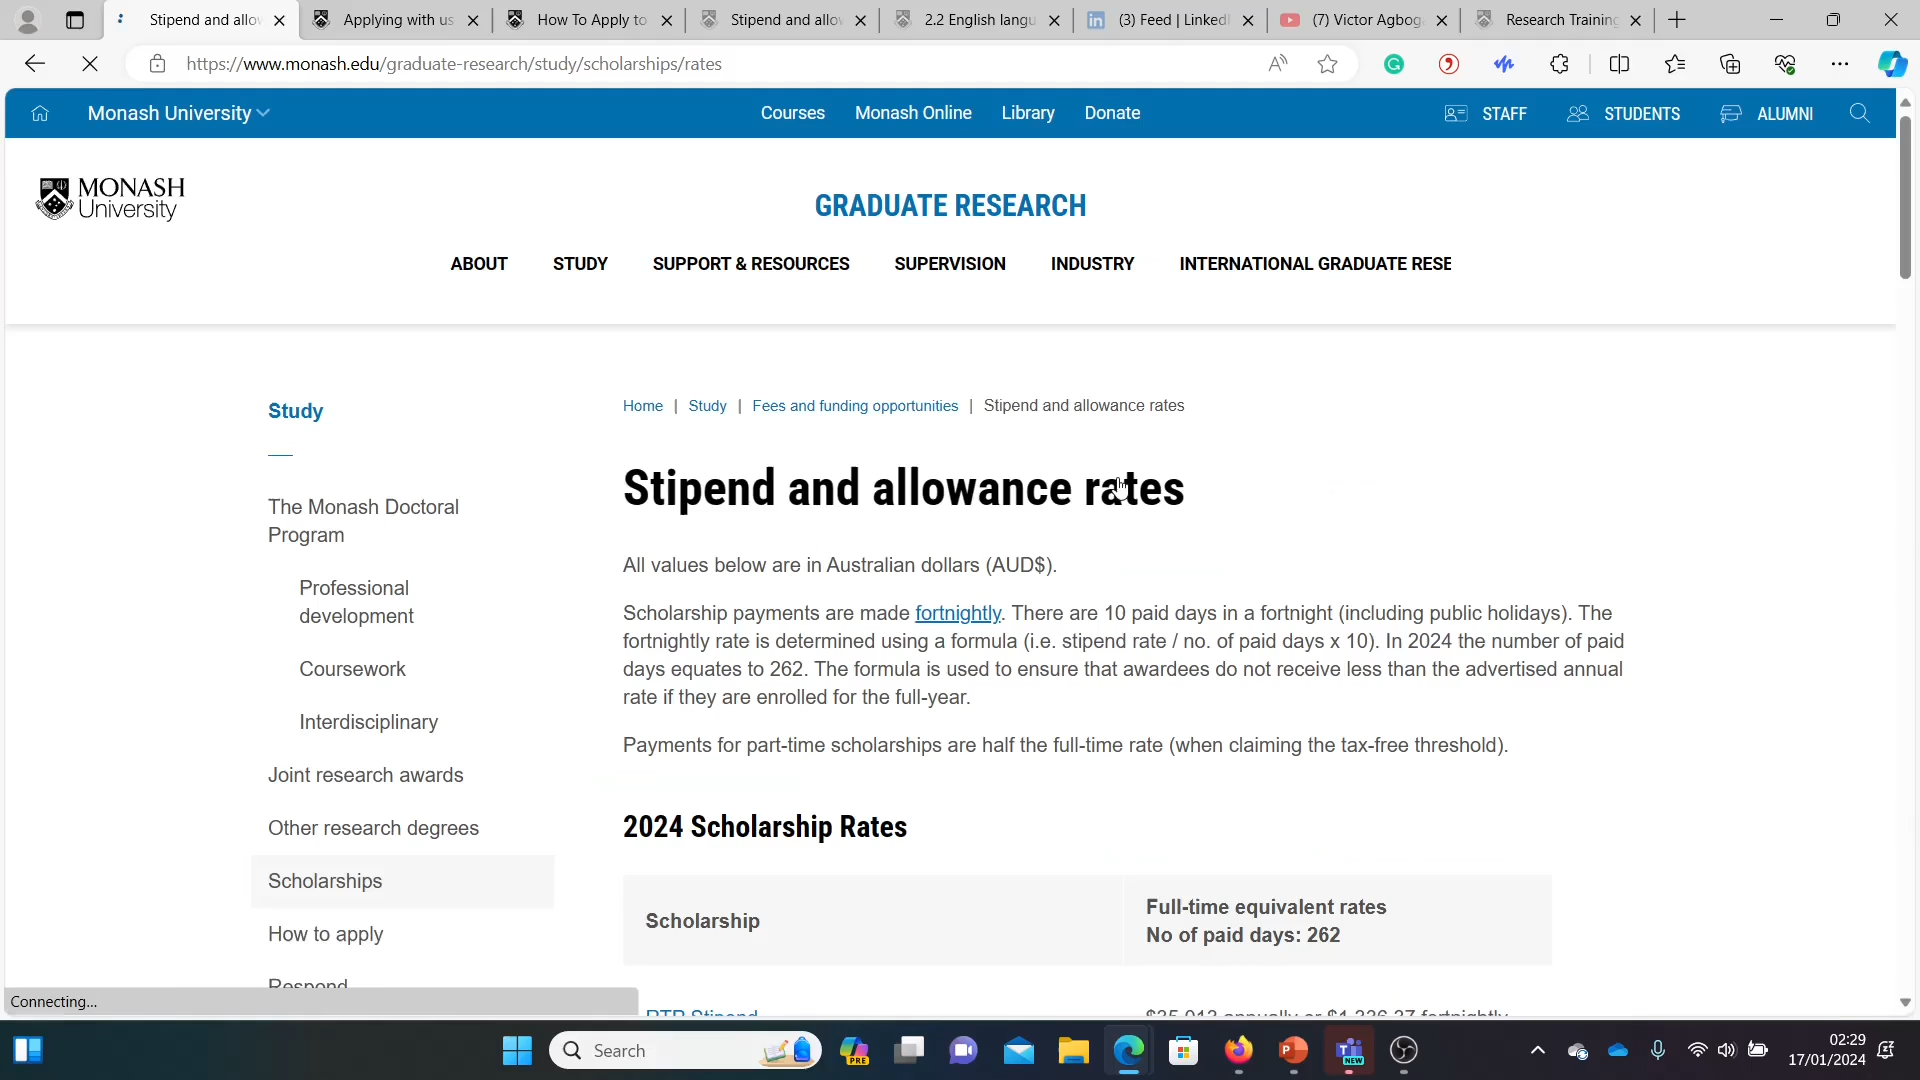 Stipend and allo
Applying with us
How To Apply to
Stipend and allo
2.2 English langu
(3) Feed | LinkedI
(7) Victor Agbog
Research Training
https://www.monash.edu/graduate-research/study/scholarships/rates
Monash University
Courses
Monash Online
Library
Donate
STAFF
STUDENTS
ALUMNI
MONASH
University
GRADUATE RESEARCH
ABOUT
STUDY
SUPPORT & RESOURCES
SUPERVISION
INDUSTRY
INTERNATIONAL GRADUATE RESE
Study
The Monash Doctoral
Program
Professional
development
Coursework
Interdisciplinary
Joint research awards
Other research degrees
Scholarships
How to apply
Respond
Home | Study | Fees and funding opportunities | Stipend and allowance rates
Stipend and allowance rates
All values below are in Australian dollars (AUD$).
Scholarship payments are made fortnightly. There are 10 paid days in a fortnight (including public holidays). The
fortnightly rate is determined using a formula (i.e. stipend rate / no. of paid days x 10). In 2024 the number of paid
days equates to 262. The formula is used to ensure that awardees do not receive less than the advertised annual
rate if they are enrolled for the full-year.
Payments for part-time scholarships are half the full-time rate (when claiming the tax-free threshold).
2024 Scholarship Rates
Scholarship
Full-time equivalent rates
No of paid days: 262
RTP Stipend
$35,013 annually or $1,336.37 fortnightly
Connecting...
Search
PRE
NEW
02:29
17/01/2024